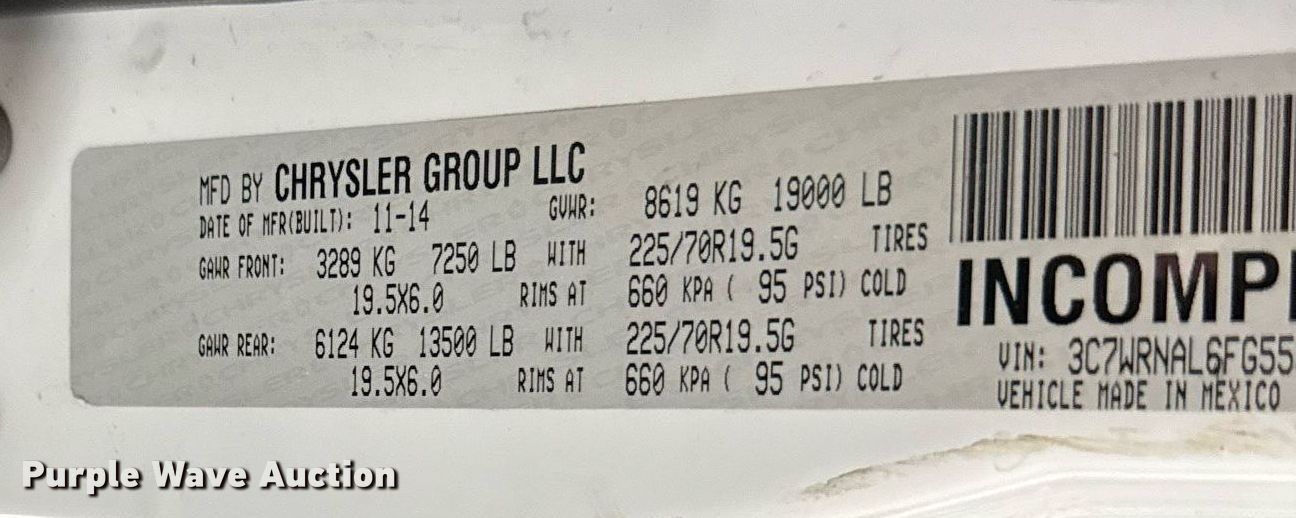 MFD BY CHRYSLER GROUP LLC
DATE OF MFR(BUILT): 11-14 GVWR: 8619 KG 19000 LB
GAWR FRONT: 3289 KG 7250 LB WITH 225/70R19.5G TIRES
19.5X6.0 RIMS AT 660 KPA ( 95 PSI) COLD
GAWR REAR: 6124 KG 13500 LB WITH 225/70R19.5G TIRES
19.5X6.0 RIMS AT 660 KPA ( 95 PSI) COLD
INCOMPL
VIN: 3C7WRNAL6FG55
VEHICLE MADE IN MEXICO
Purple Wave Auction